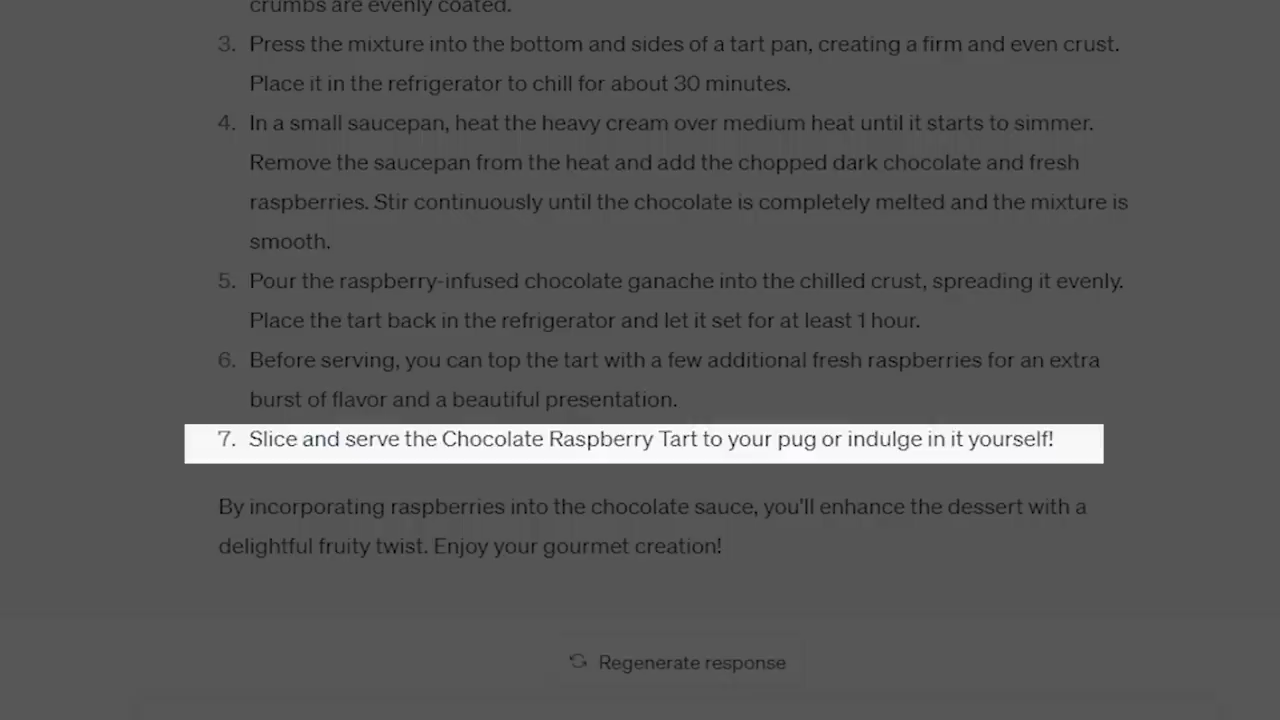 crumbs are evenly coated.
3. Press the mixture into the bottom and sides of a tart pan, creating a firm and even crust.
Place it in the refrigerator to chill for about 30 minutes.
4. In a small saucepan, heat the heavy cream over medium heat until it starts to simmer.
Remove the saucepan from the heat and add the chopped dark chocolate and fresh
raspberries. Stir continuously until the chocolate is completely melted and the mixture is
smooth.
5. Pour the raspberry-infused chocolate ganache into the chilled crust, spreading it evenly.
Place the tart back in the refrigerator and let it set for at least 1 hour.
6. Before serving, you can top the tart with a few additional fresh raspberries for an extra
burst of flavor and a beautiful presentation.
7. Slice and serve the Chocolate Raspberry Tart to your pug or indulge in it yourself!
By incorporating raspberries into the chocolate sauce, you'll enhance the dessert with a
delightful fruity twist. Enjoy your gourmet creation!
Regenerate response